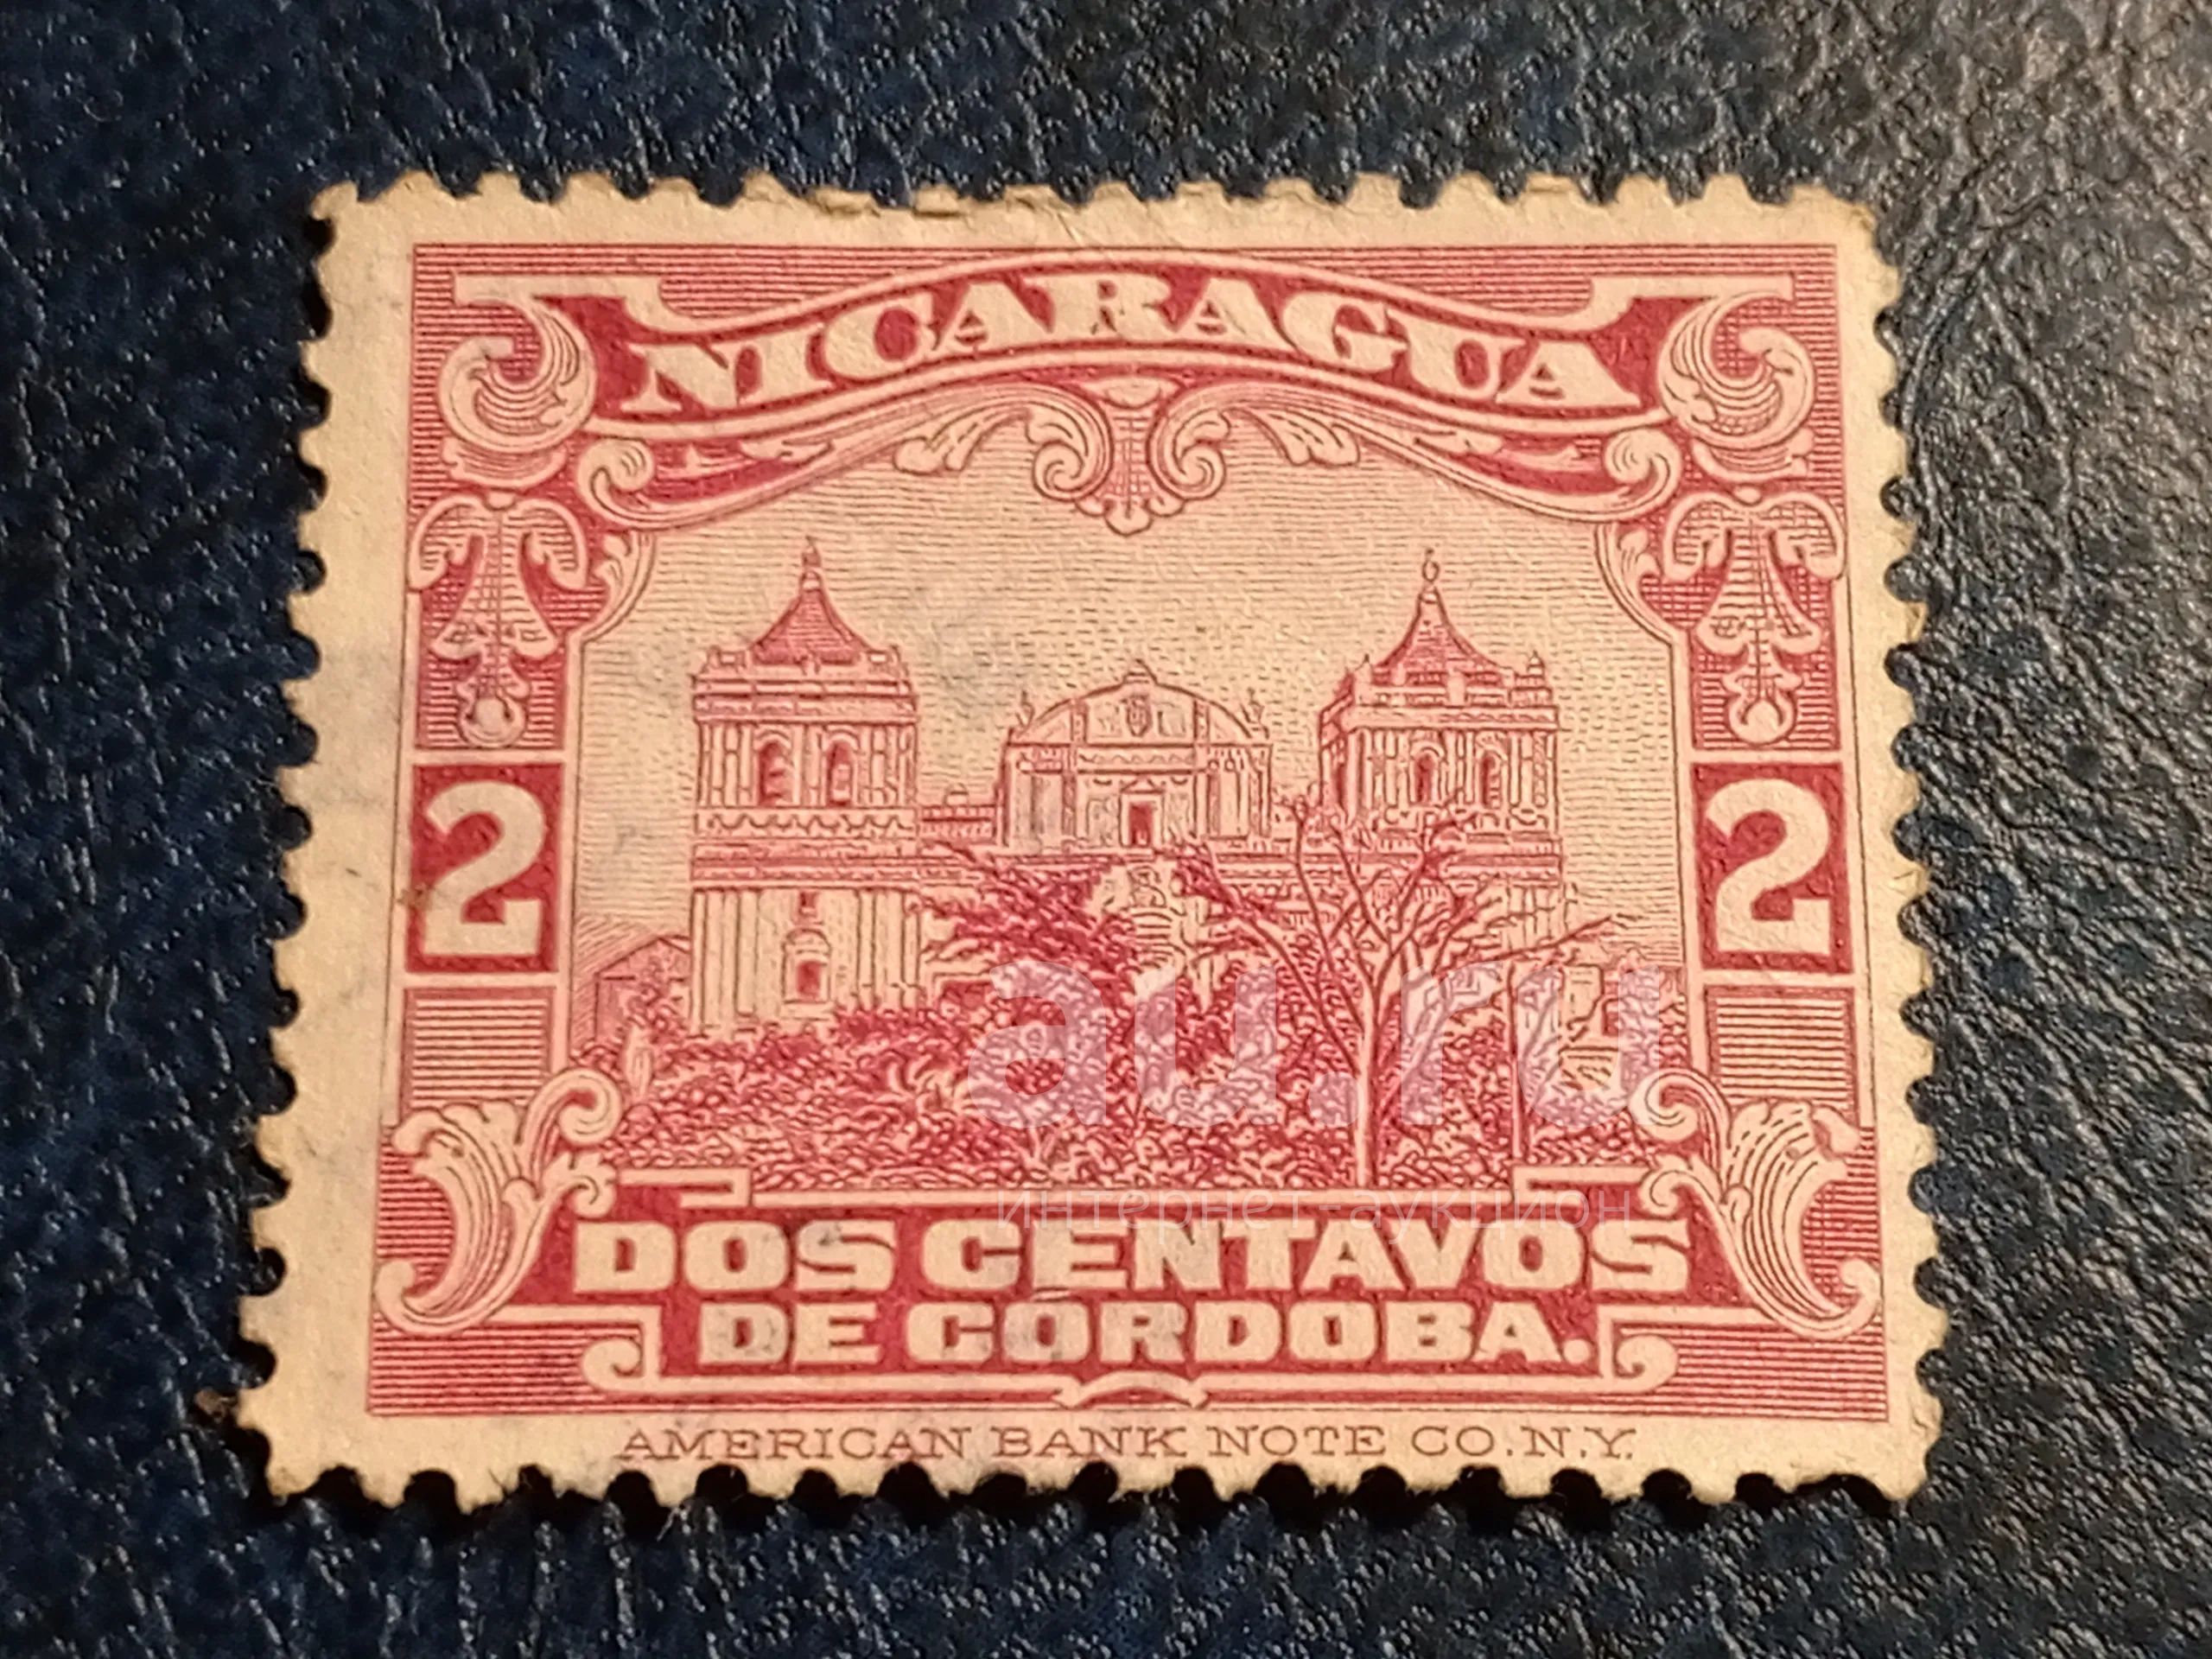 NICARAGUA
2 2
au.ru
интернет-аукцион
DOS CENTAVOS
DE CORDOBA.
AMERICAN BANK NOTE CO. N.Y.